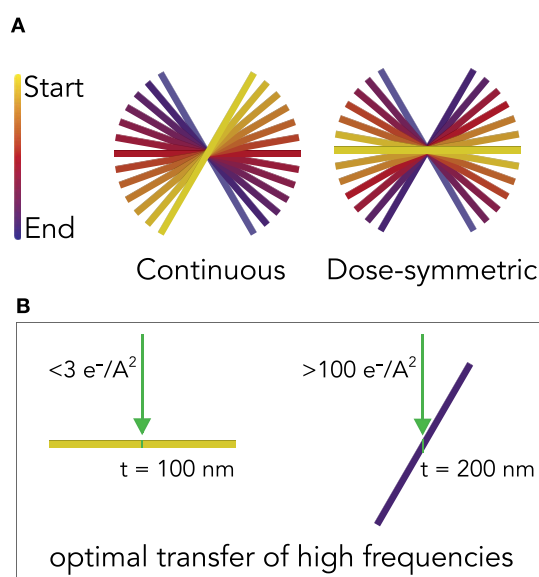 A
Start
End
Continuous
Dose-symmetric
B
<3 e⁻/A²
>100 e⁻/A²
t = 100 nm
t = 200 nm
optimal transfer of high frequencies